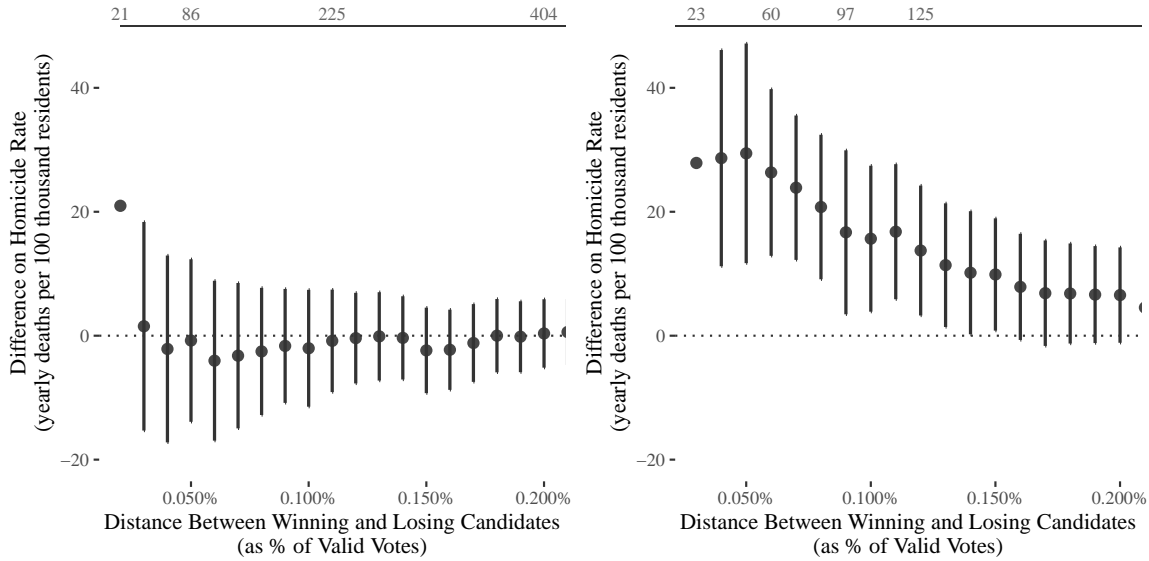 21 86 225 404
Difference on Homicide Rate
(yearly deaths per 100 thousand residents)
40
20
0
−20
0.050% 0.100% 0.150% 0.200%
Distance Between Winning and Losing Candidates
(as % of Valid Votes)
23 60 97 125
Difference on Homicide Rate
(yearly deaths per 100 thousand residents)
40
20
0
−20
0.050% 0.100% 0.150% 0.200%
Distance Between Winning and Losing Candidates
(as % of Valid Votes)